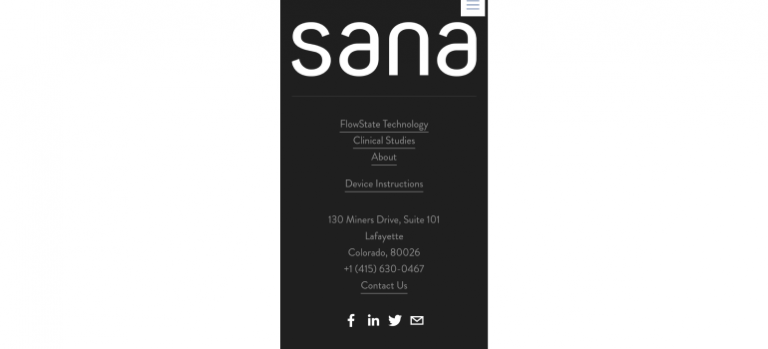 sana
FlowState Technology
Clinical Studies
About
Device Instructions
130 Miners Drive, Suite 101
Lafayette
Colorado, 80026
+1 (415) 630-0467
Contact Us